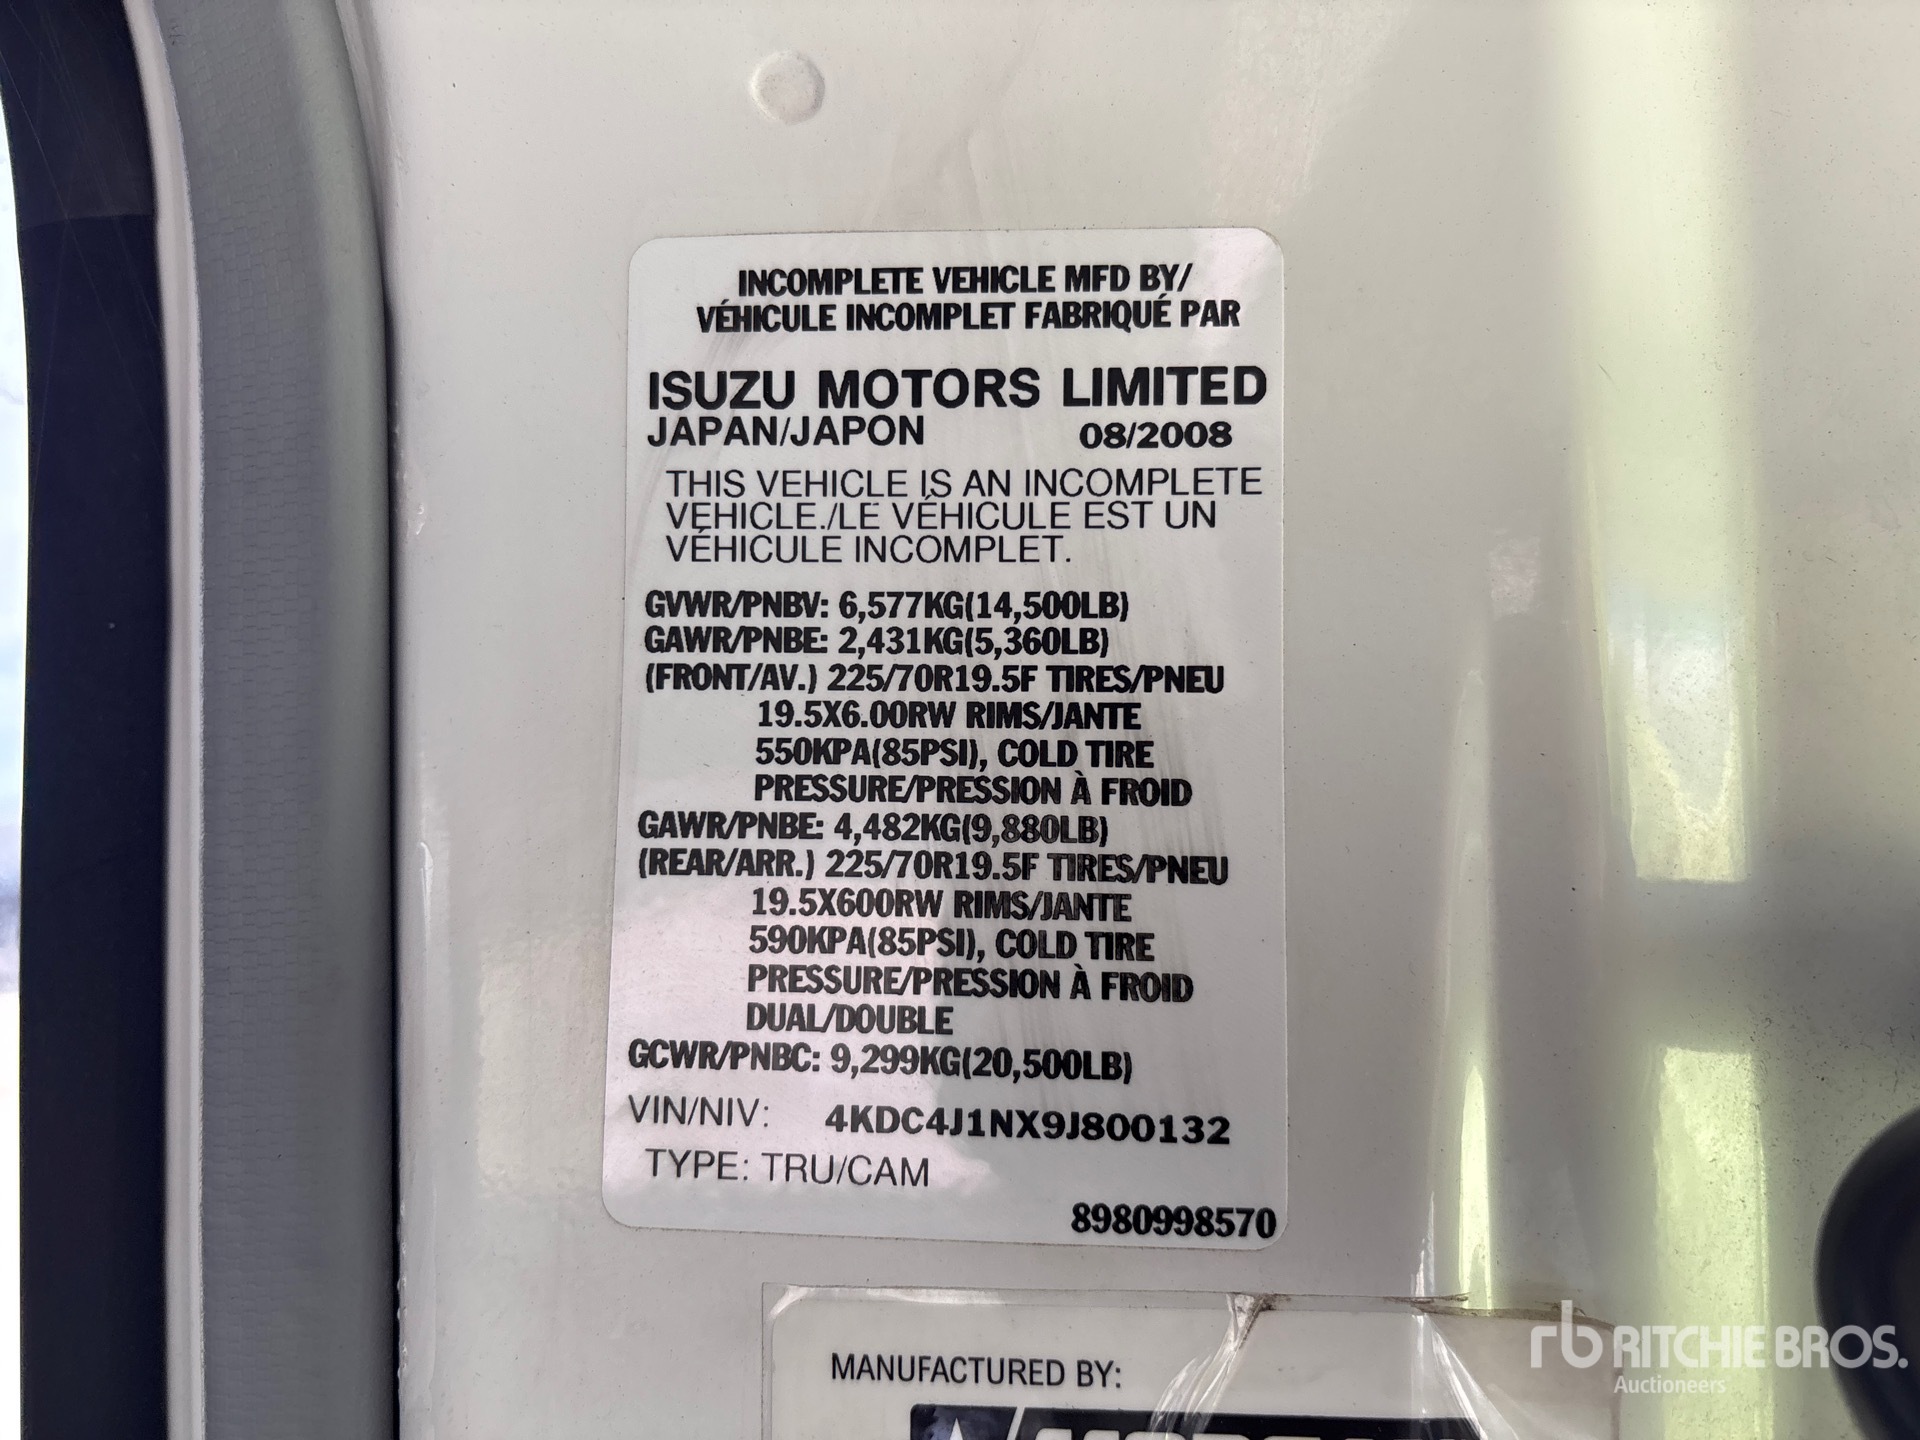 INCOMPLETE VEHICLE MFD BY/
VÉHICULE INCOMPLET FABRIQUÉ PAR
ISUZU MOTORS LIMITED
JAPAN/JAPON 08/2008
THIS VEHICLE IS AN INCOMPLETE
VEHICLE./LE VÉHICULE EST UN
VÉHICULE INCOMPLET.
GVWR/PNBV: 6,577KG(14,500LB)
GAWR/PNBE: 2,431KG(5,360LB)
(FRONT/AV.) 225/70R19.5F TIRES/PNEU
19.5X6.00RW RIMS/JANTE
550KPA(85PSI), COLD TIRE
PRESSURE/PRESSION À FROID
GAWR/PNBE: 4,482KG(9,880LB)
(REAR/ARR.) 225/70R19.5F TIRES/PNEU
19.5X600RW RIMS/JANTE
590KPA(85PSI), COLD TIRE
PRESSURE/PRESSION À FROID
DUAL/DOUBLE
GCWR/PNBC: 9,299KG(20,500LB)
VIN/NIV: 4KDC4J1NX9J800132
TYPE: TRU/CAM
8980998570
MANUFACTURED BY:
rb RITCHIE BROS.
Auctioneers